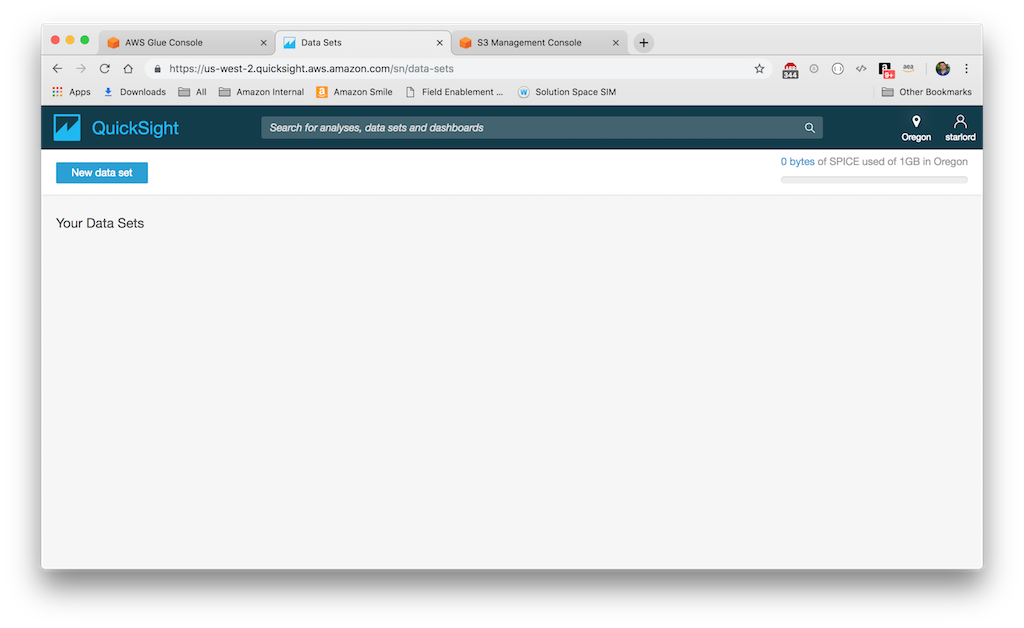 AWS Glue Console
Data Sets
S3 Management Console
https://us-west-2.quicksight.aws.amazon.com/sn/data-sets
344
a
9+
aea
Apps
Downloads
All
Amazon Internal
a
Amazon Smile
Field Enablement ...
W
Solution Space SIM
Other Bookmarks
QuickSight
Search for analyses, data sets and dashboards
Oregon
starlord
New data set
0 bytes of SPICE used of 1GB in Oregon
Your Data Sets